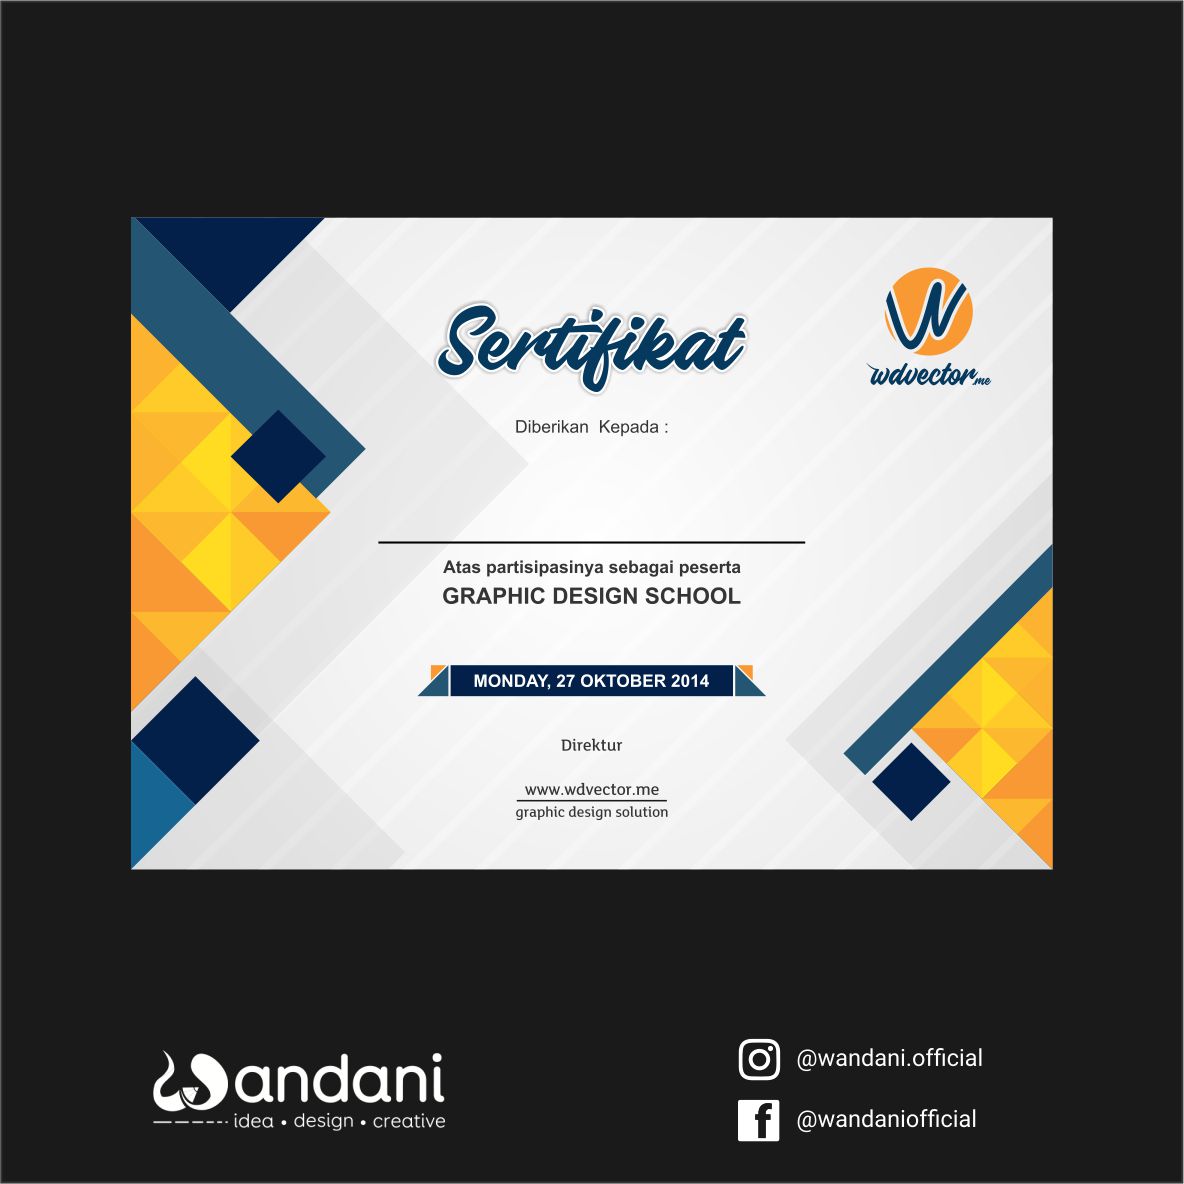 Sertifikat
wdvector.me
Diberikan Kepada :
Atas partisipasinya sebagai peserta
GRAPHIC DESIGN SCHOOL
MONDAY, 27 OKTOBER 2014
Direktur
www.wdvector.me
graphic design solution
Wandani
idea • design • creative
@wandani.official
@wandaniofficial